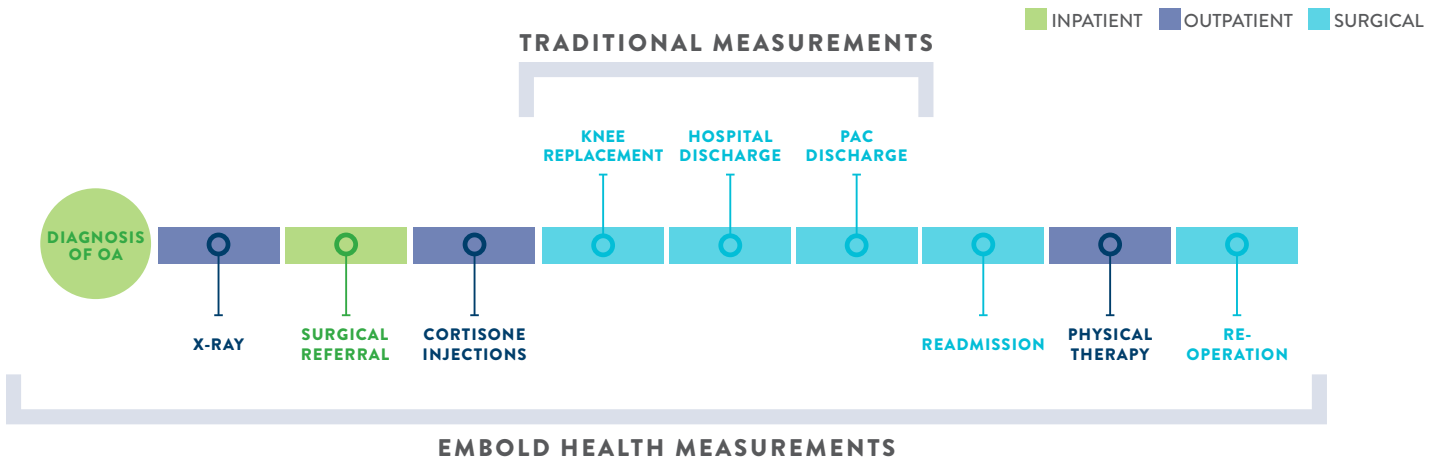 INPATIENT
OUTPATIENT
SURGICAL
TRADITIONAL MEASUREMENTS
KNEE
REPLACEMENT
HOSPITAL
DISCHARGE
PAC
DISCHARGE
DIAGNOSIS
OF OA
X-RAY
SURGICAL
REFERRAL
CORTISONE
INJECTIONS
READMISSION
PHYSICAL
THERAPY
RE-
OPERATION
EMBOLD HEALTH MEASUREMENTS